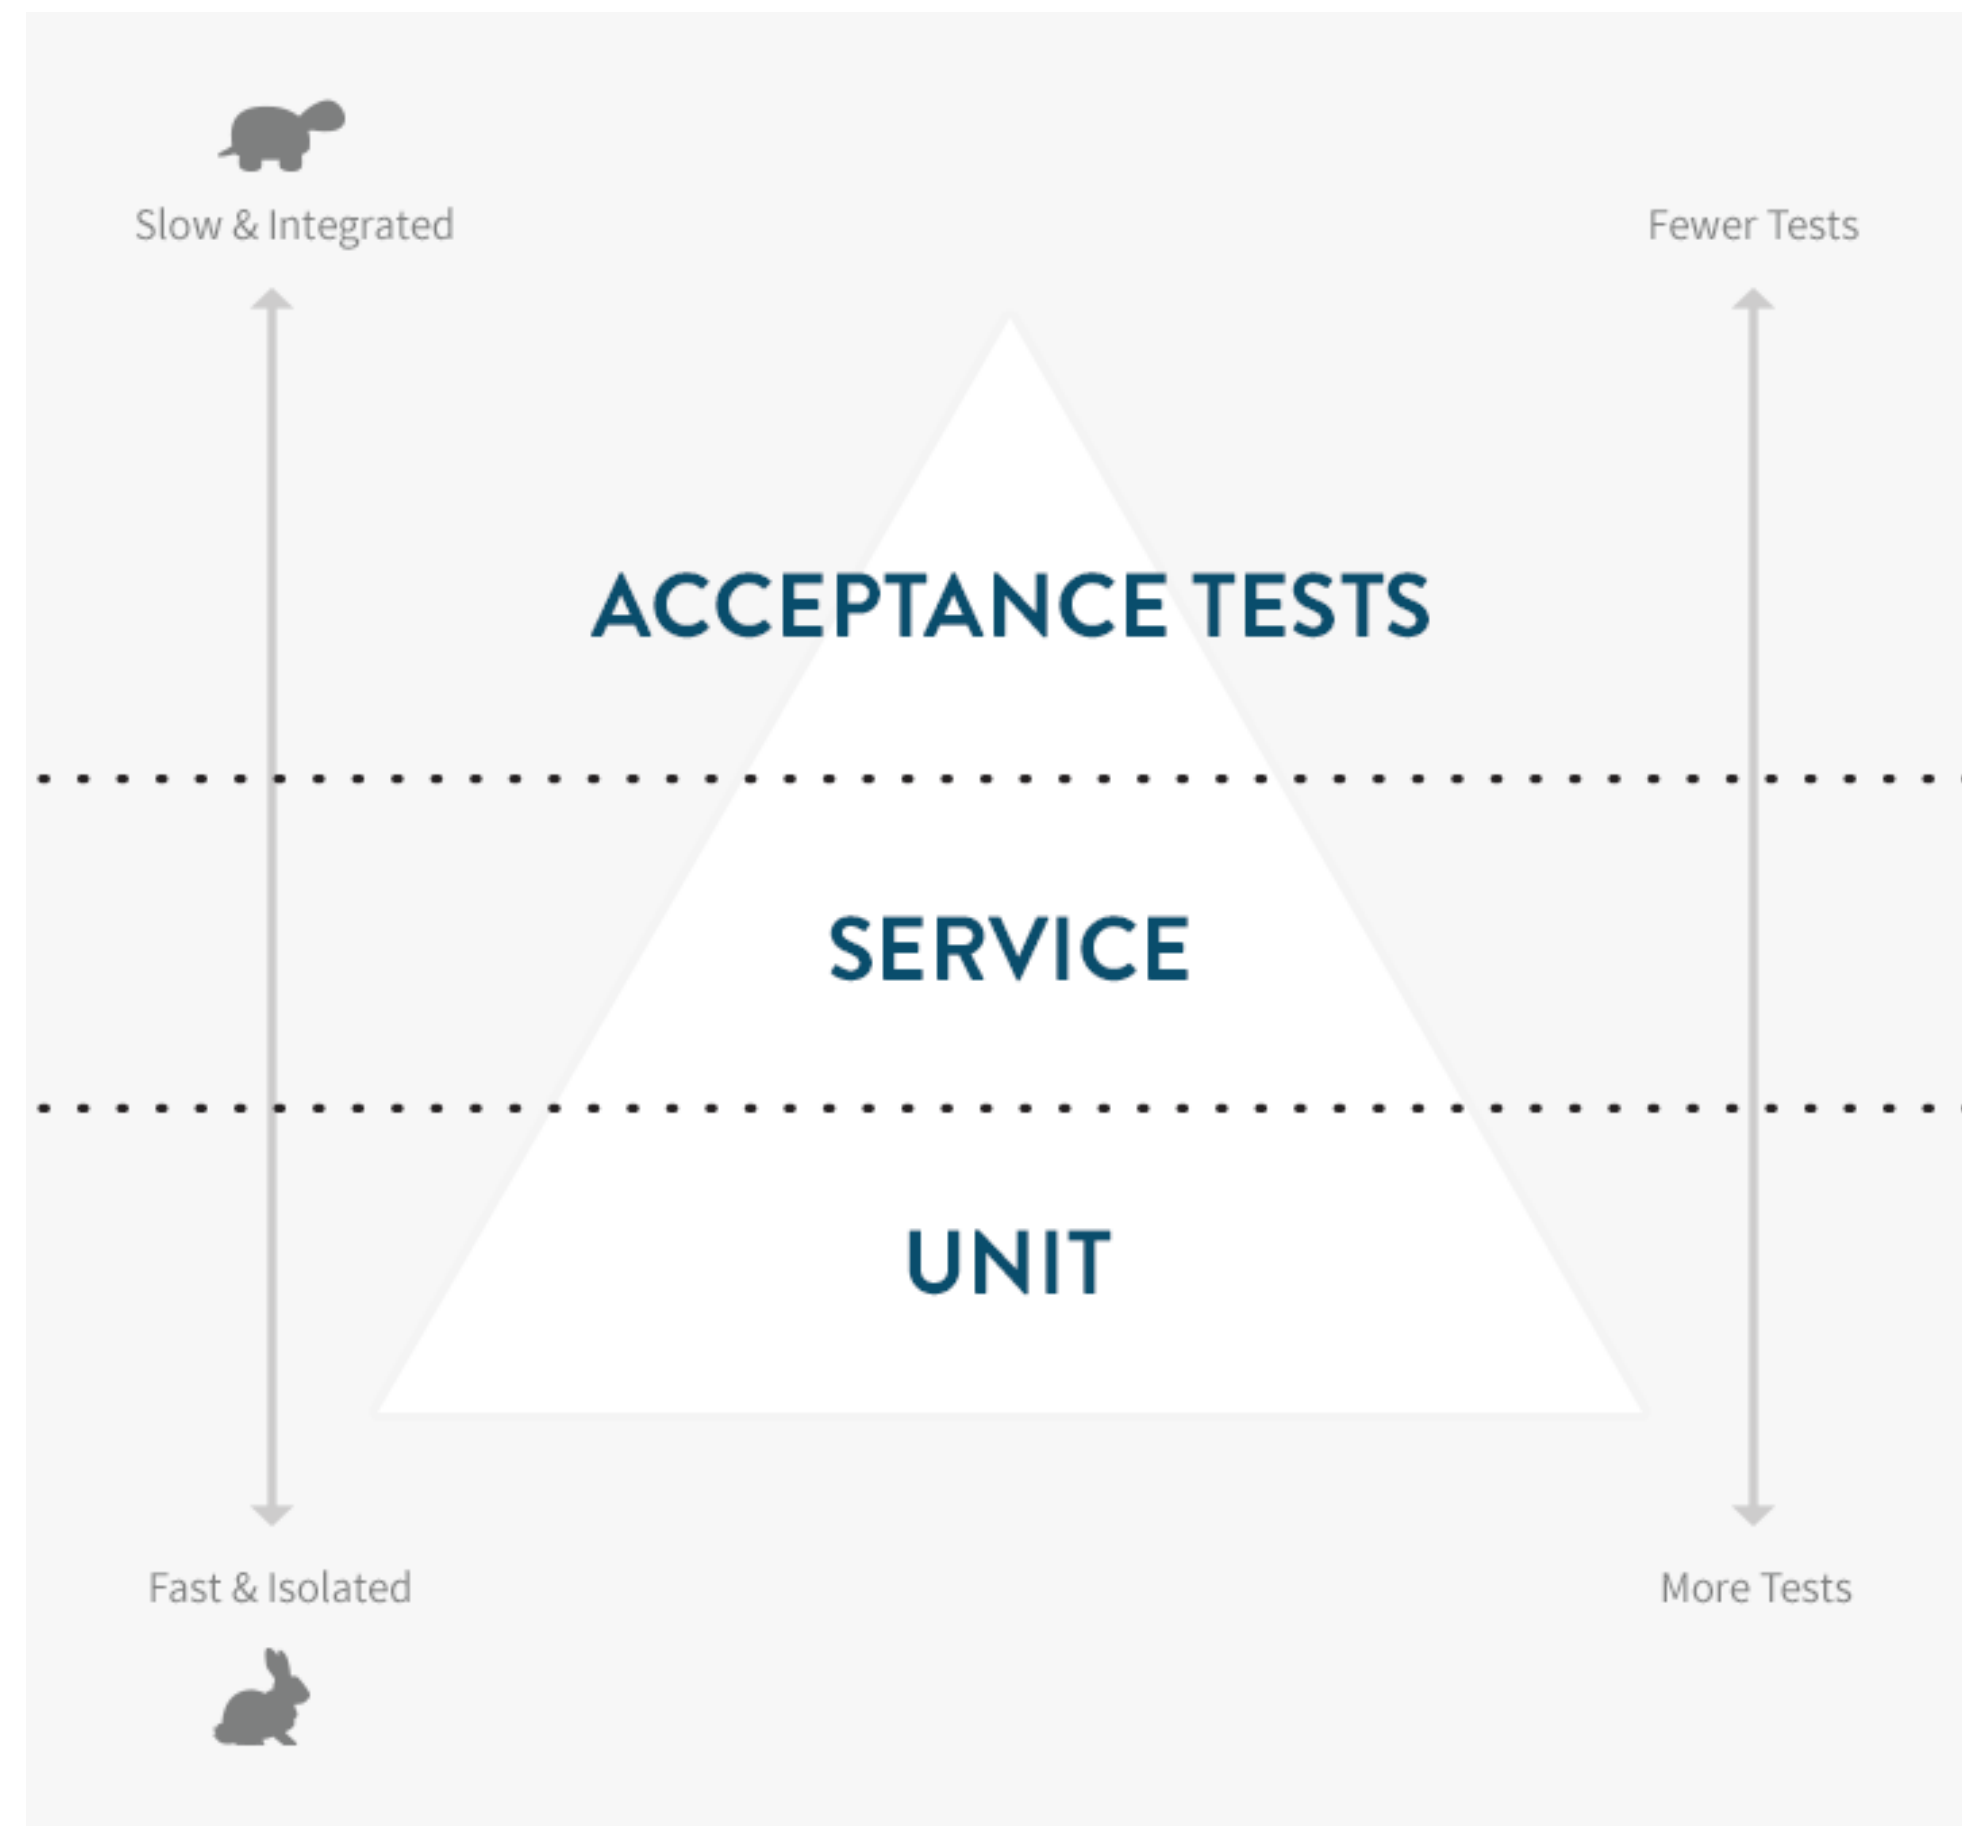 Slow & Integrated
Fewer Tests
ACCEPTANCE TESTS
SERVICE
UNIT
Fast & Isolated
More Tests